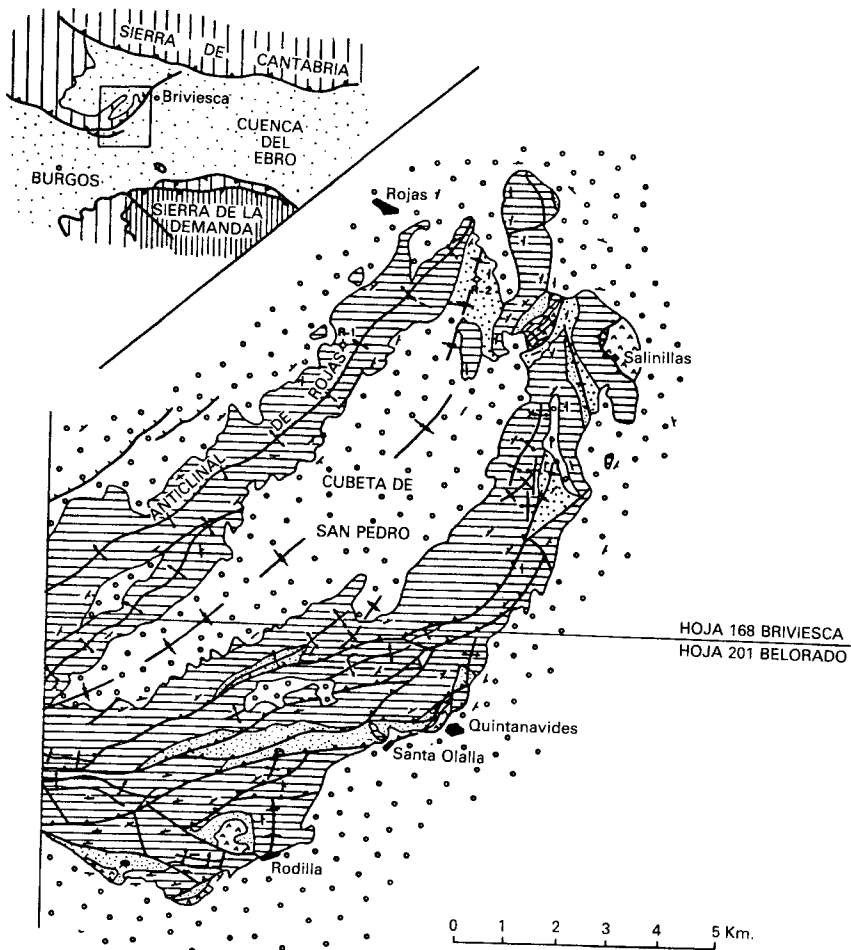 SIERRA DE CANTABRIA
Briviesca
CUENCA
DEL
EBRO
BURGOS
SIERRA DE LA
DEMANDA
Rojas
R-2
R-1
Salinillas
ANTICLINAL DE ROJAS
CUBETA DE
SAN PEDRO
HOJA 168 BRIVIESCA
HOJA 201 BELORADO
Quintanavides
Santa Olalla
Rodilla
0 1 2 3 4 5 Km.